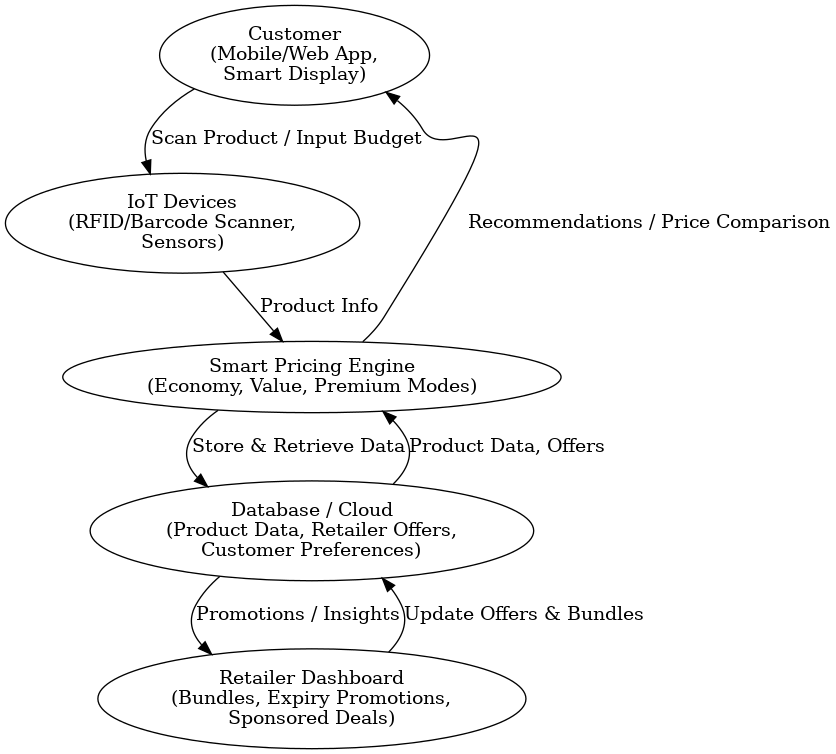 Customer
(Mobile/Web App,
Smart Display)
Scan Product / Input Budget
IoT Devices
(RFID/Barcode Scanner,
Sensors)
Recommendations / Price Comparison
Product Info
Smart Pricing Engine
(Economy, Value, Premium Modes)
Store & Retrieve Data
Product Data, Offers
Database / Cloud
(Product Data, Retailer Offers,
Customer Preferences)
Promotions / Insights
Update Offers & Bundles
Retailer Dashboard
(Bundles, Expiry Promotions,
Sponsored Deals)